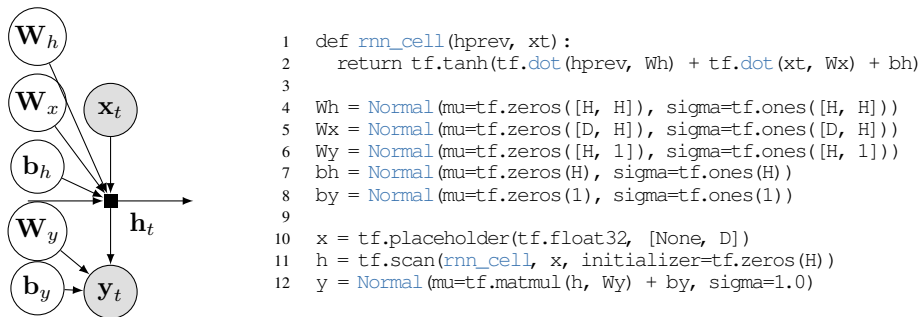 W_h
W_x
x_t
b_h
h_t
W_y
b_y
y_t
1 def rnn_cell(hprev, xt):
2   return tf.tanh(tf.dot(hprev, Wh) + tf.dot(xt, Wx) + bh)
3
4 Wh = Normal(mu=tf.zeros([H, H]), sigma=tf.ones([H, H]))
5 Wx = Normal(mu=tf.zeros([D, H]), sigma=tf.ones([D, H]))
6 Wy = Normal(mu=tf.zeros([H, 1]), sigma=tf.ones([H, 1]))
7 bh = Normal(mu=tf.zeros(H), sigma=tf.ones(H))
8 by = Normal(mu=tf.zeros(1), sigma=tf.ones(1))
9
10 x = tf.placeholder(tf.float32, [None, D])
11 h = tf.scan(rnn_cell, x, initializer=tf.zeros(H))
12 y = Normal(mu=tf.matmul(h, Wy) + by, sigma=1.0)